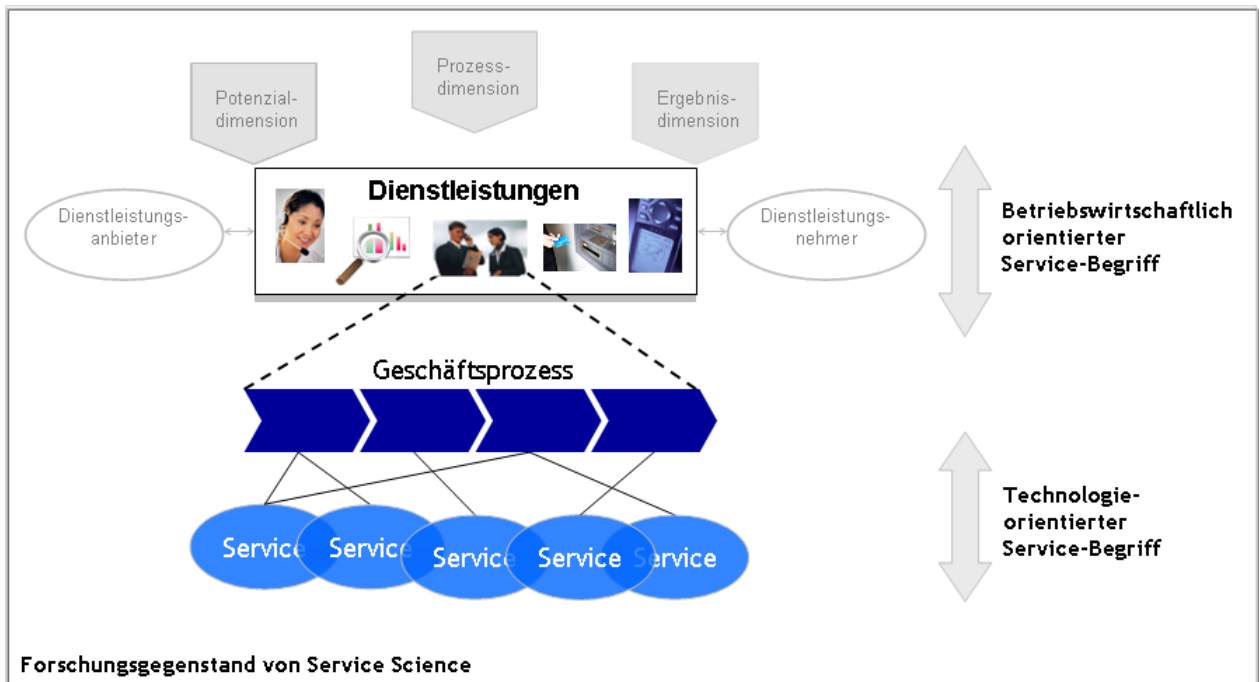 Prozess-
dimension
Potenzial-
dimension
Ergebnis-
dimension
Dienstleistungen
Dienstleistungs-
anbieter
Dienstleistungs-
nehmer
Betriebswirtschaftlich
orientierter
Service-Begriff
Geschäftsprozess
Technologie-
orientierter
Service-Begriff
Service
Service
Service
Service
Service
Forschungsgegenstand von Service Science